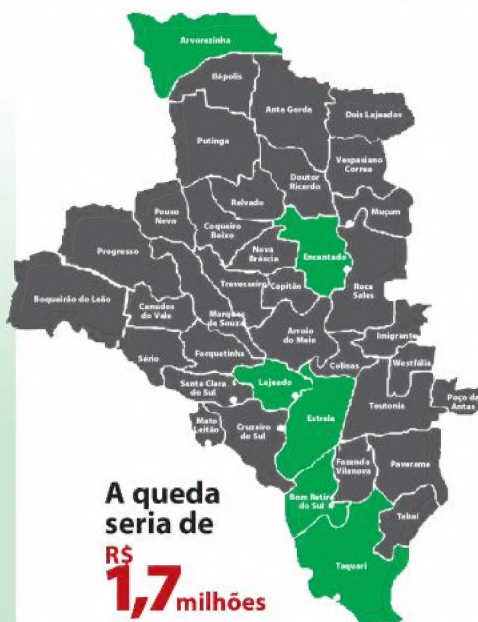 Arvorezinha
Ilópolis
Anta Gorda
Dois Lajeados
Putinga
Vespasiano
Correa
Doutor
Ricardo
Relvado
Muçum
Pouso
Novo
Coqueiro
Baixo
Nova
Bréscia
Encantado
Progresso
Travesseiro
Capitão
Roca
Sales
Boqueirão do Leão
Canudos
do Vale
Marques
de Souza
Arroio
do Meio
Imigrante
Forquetinha
Sério
Colinas
Westfália
Santa Clara
do Sul
Lajeado
Poço das
Antas
Mato
Leitão
Cruzeiro
do Sul
Estrela
Teutonia
Fazenda
Vilanova
Paverama
Bom Retiro
do Sul
Tabaí
Taquari
A queda
seria de
R$
1,7 milhões